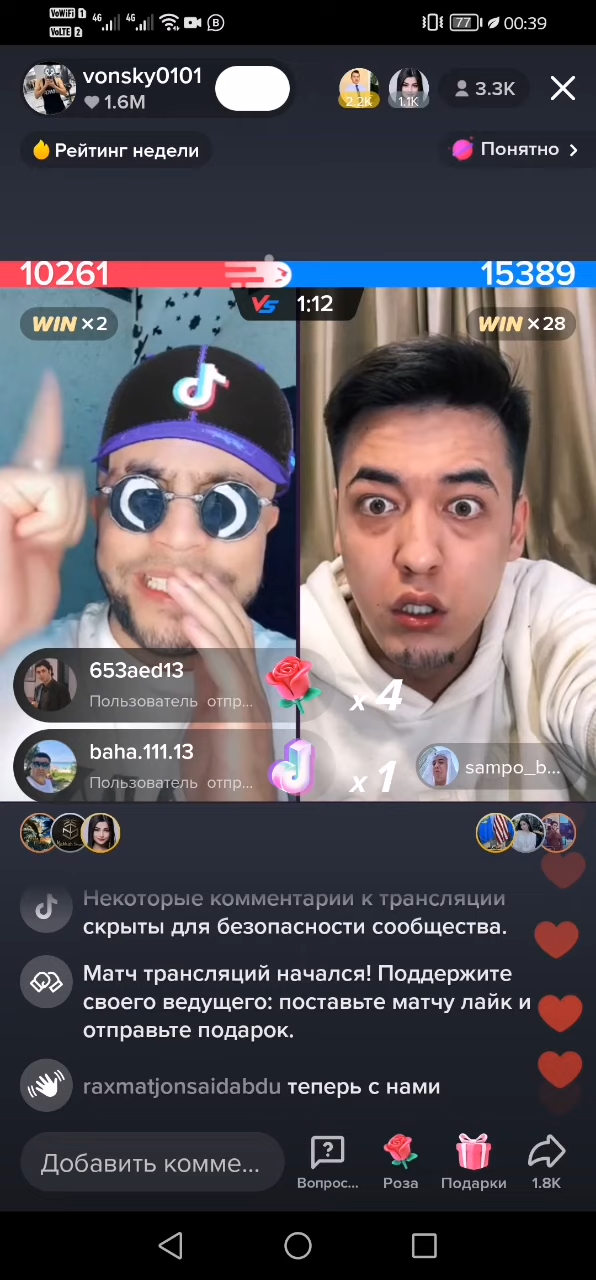 VoWiFi 1
VoLTE 2
4G
4G
B
77
00:39
vonsky0101
1.6M
2.2K
1.1K
3.3K
Рейтинг недели
Понятно
10261
15389
WIN ×2
VS
1:12
WIN ×28
653aed13
Пользователь отпр...
x 4
baha.111.13
Пользователь отпр...
x 1
sampo_b...
Некоторые комментарии к трансляции
скрыты для безопасности сообщества.
Матч трансляций начался! Поддержите
своего ведущего: поставьте матчу лайк и
отправьте подарок.
raxmatjonsaidabdu теперь с нами
Добавить комме...
Вопрос...
Роза
Подарки
1.8K